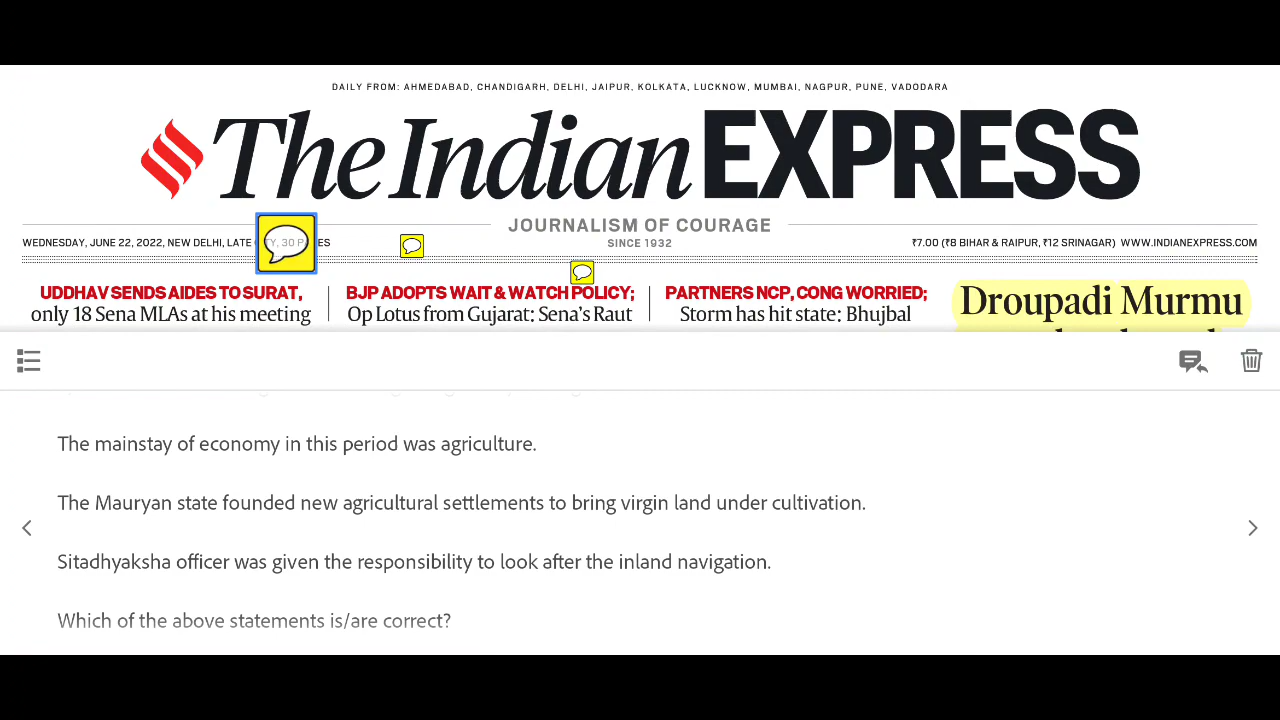 DAILY FROM: AHMEDABAD, CHANDIGARH, DELHI, JAIPUR, KOLKATA, LUCKNOW, MUMBAI, NAGPUR, PUNE, VADODARA
The Indian EXPRESS
JOURNALISM OF COURAGE
SINCE 1932
WEDNESDAY, JUNE 22, 2022, NEW DELHI, LATE CITY, 30 PAGES
₹7.00 (₹8 BIHAR & RAIPUR, ₹12 SRINAGAR) WWW.INDIANEXPRESS.COM
UDDHAV SENDS AIDES TO SURAT,
only 18 Sena MLAs at his meeting
BJP ADOPTS WAIT & WATCH POLICY;
Op Lotus from Gujarat: Sena's Raut
PARTNERS NCP, CONG WORRIED;
Storm has hit state: Bhujbal
Droupadi Murmu
The mainstay of economy in this period was agriculture.
The Mauryan state founded new agricultural settlements to bring virgin land under cultivation.
Sitadhyaksha officer was given the responsibility to look after the inland navigation.
Which of the above statements is/are correct?